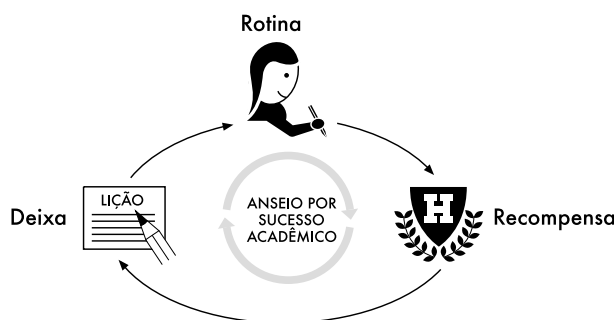 Rotina
LIÇÃO
Deixa
ANSEIO POR
SUCESSO
ACADÊMICO
H
Recompensa